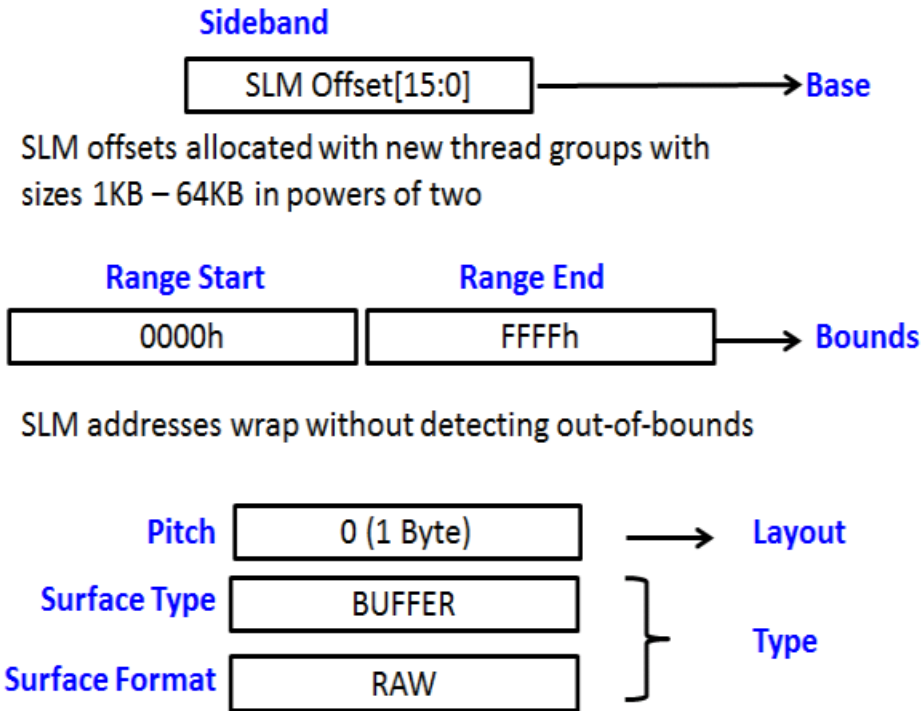 Sideband
SLM Offset[15:0] Base
SLM offsets allocated with new thread groups with
sizes 1KB – 64KB in powers of two
Range Start Range End
0000h FFFFh Bounds
SLM addresses wrap without detecting out-of-bounds
Pitch 0 (1 Byte) Layout
Surface Type BUFFER
Type
Surface Format RAW